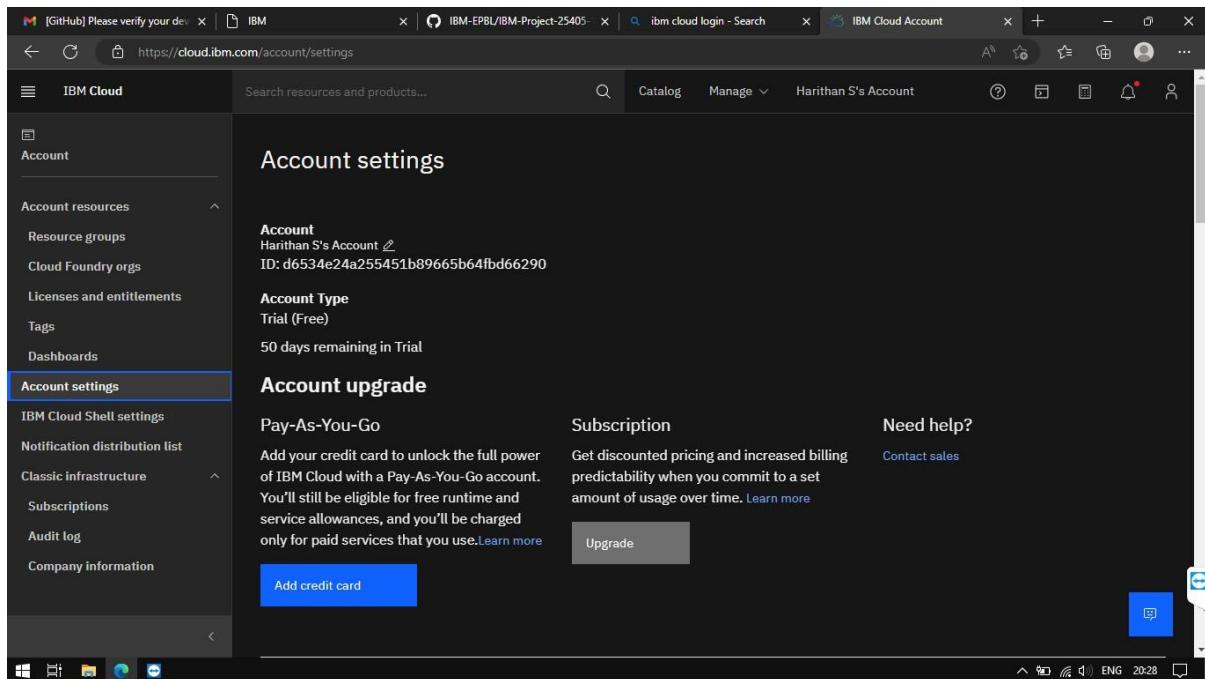 [GitHub] Please verify your dev
IBM
IBM-EPBL/IBM-Project-25405-
ibm cloud login - Search
IBM Cloud Account
https://cloud.ibm.com/account/settings
IBM Cloud
Search resources and products...
Catalog
Manage
Harithan S's Account
Account
Account resources
Resource groups
Cloud Foundry orgs
Licenses and entitlements
Tags
Dashboards
Account settings
IBM Cloud Shell settings
Notification distribution list
Classic infrastructure
Subscriptions
Audit log
Company information
Account settings
Account
Harithan S's Account
ID: d6534e24a255451b89665b64fbd66290
Account Type
Trial (Free)
50 days remaining in Trial
Account upgrade
Pay-As-You-Go
Add your credit card to unlock the full power
of IBM Cloud with a Pay-As-You-Go account.
You'll still be eligible for free runtime and
service allowances, and you'll be charged
only for paid services that you use.Learn more
Add credit card
Subscription
Get discounted pricing and increased billing
predictability when you commit to a set
amount of usage over time. Learn more
Upgrade
Need help?
Contact sales
ENG 20:28